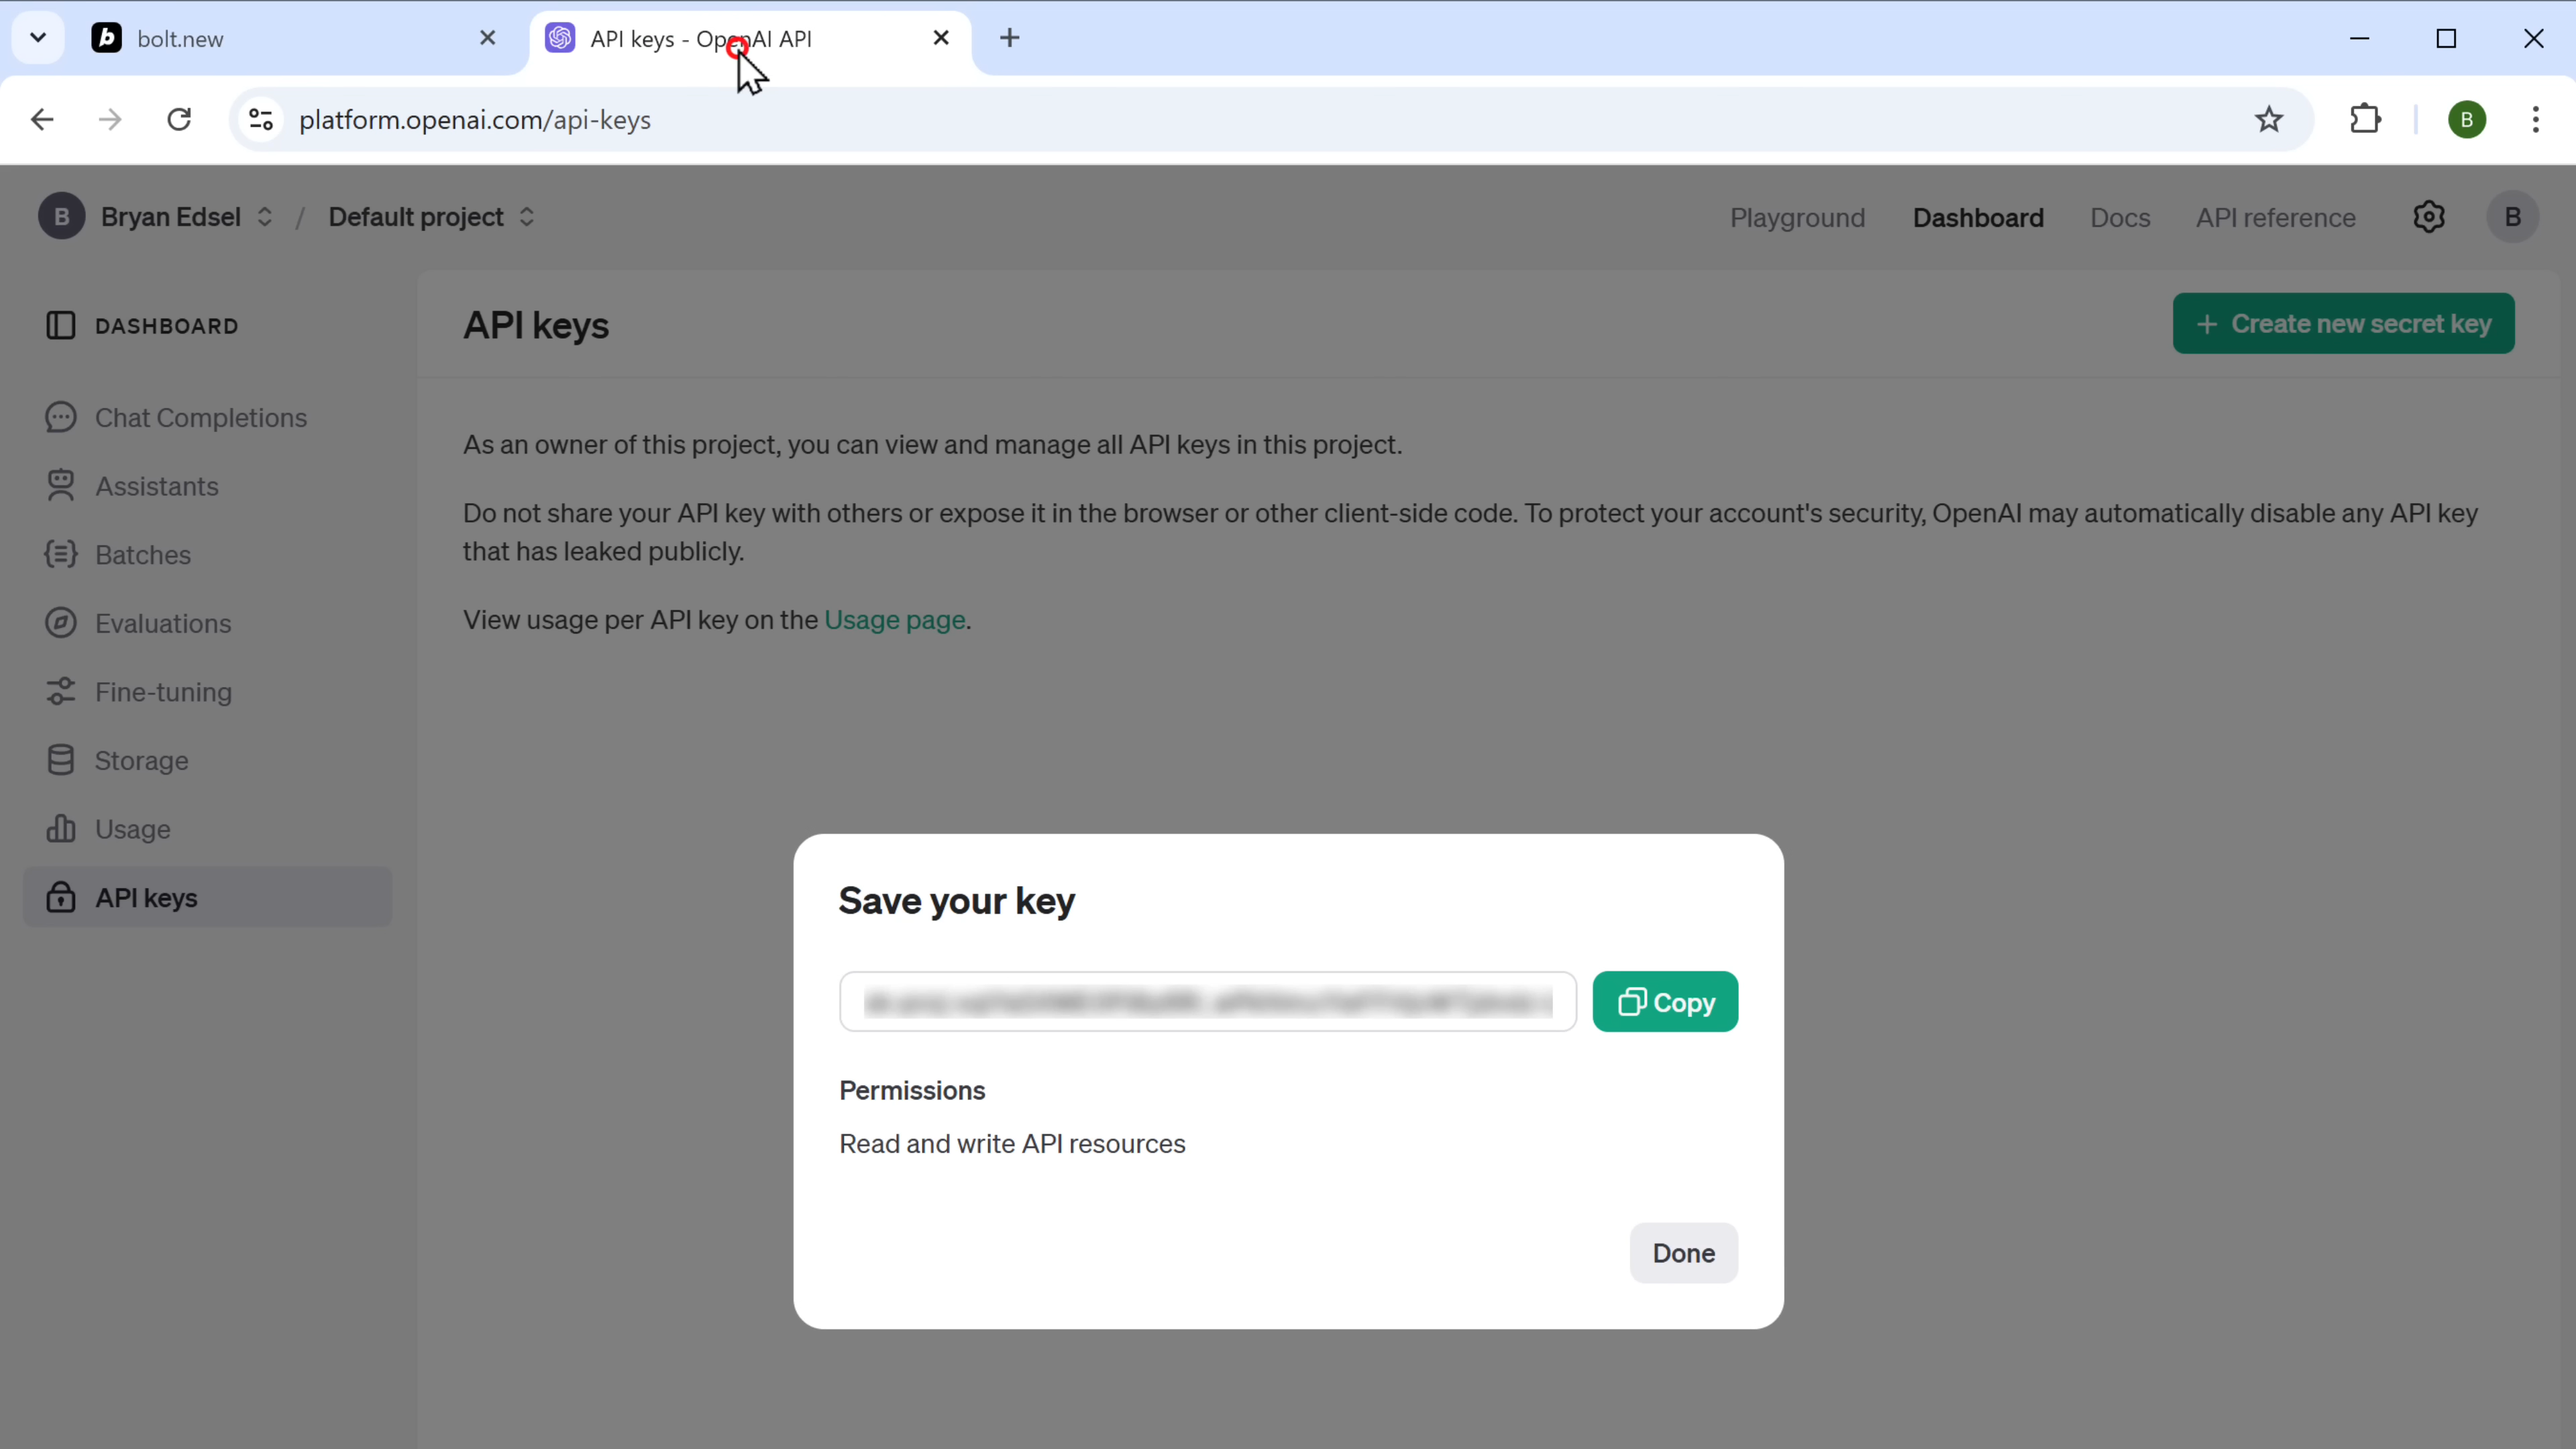 bolt.new
API keys - OpenAI API
platform.openai.com/api-keys
B
B
Bryan Edsel
/
Default project
Playground
Dashboard
Docs
API reference
B
DASHBOARD
Chat Completions
Assistants
Batches
Evaluations
Fine-tuning
Storage
Usage
API keys
API keys
+ Create new secret key
As an owner of this project, you can view and manage all API keys in this project.
Do not share your API key with others or expose it in the browser or other client-side code. To protect your account's security, OpenAI may automatically disable any API key
that has leaked publicly.
View usage per API key on the Usage page.
Save your key
Copy
Permissions
Read and write API resources
Done